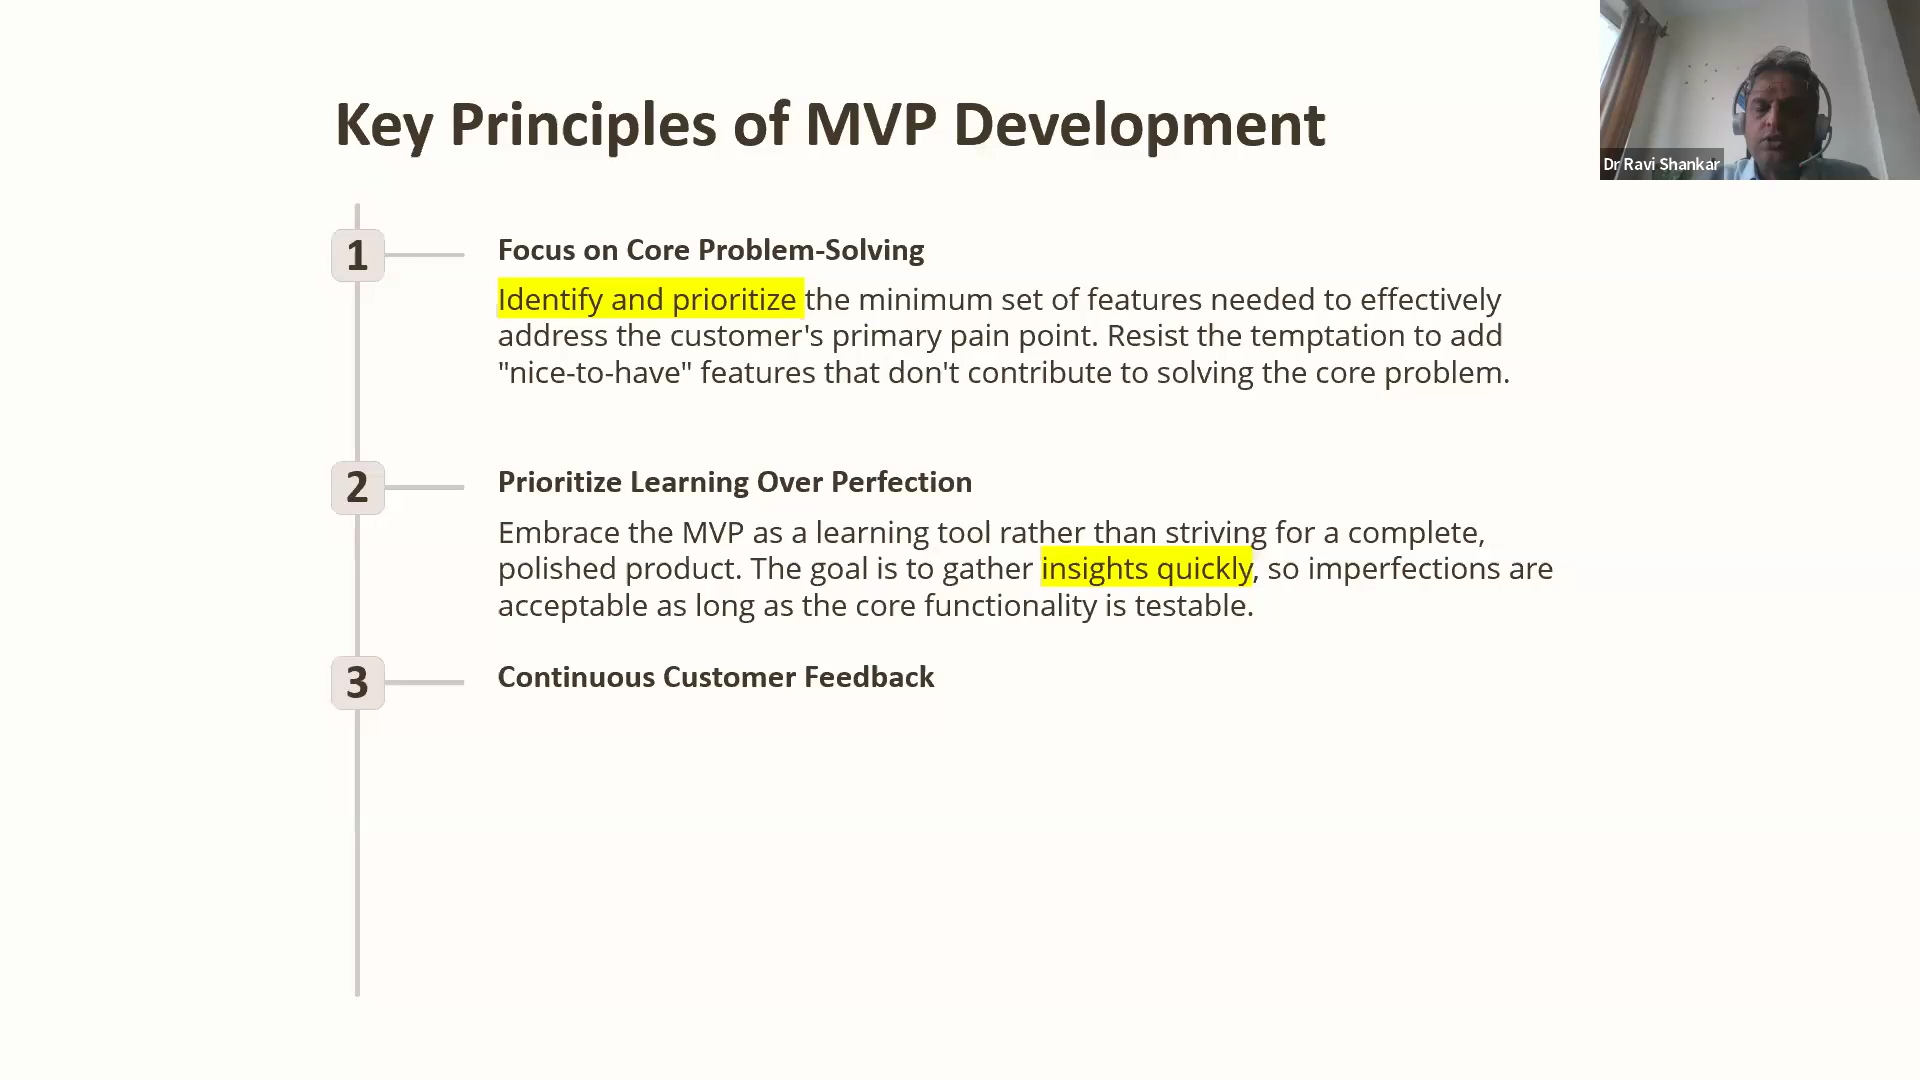 Key Principles of MVP Development
Dr Ravi Shankar
1
Focus on Core Problem-Solving
Identify and prioritize the minimum set of features needed to effectively
address the customer's primary pain point. Resist the temptation to add
"nice-to-have" features that don't contribute to solving the core problem.
2
Prioritize Learning Over Perfection
Embrace the MVP as a learning tool rather than striving for a complete,
polished product. The goal is to gather insights quickly, so imperfections are
acceptable as long as the core functionality is testable.
3
Continuous Customer Feedback